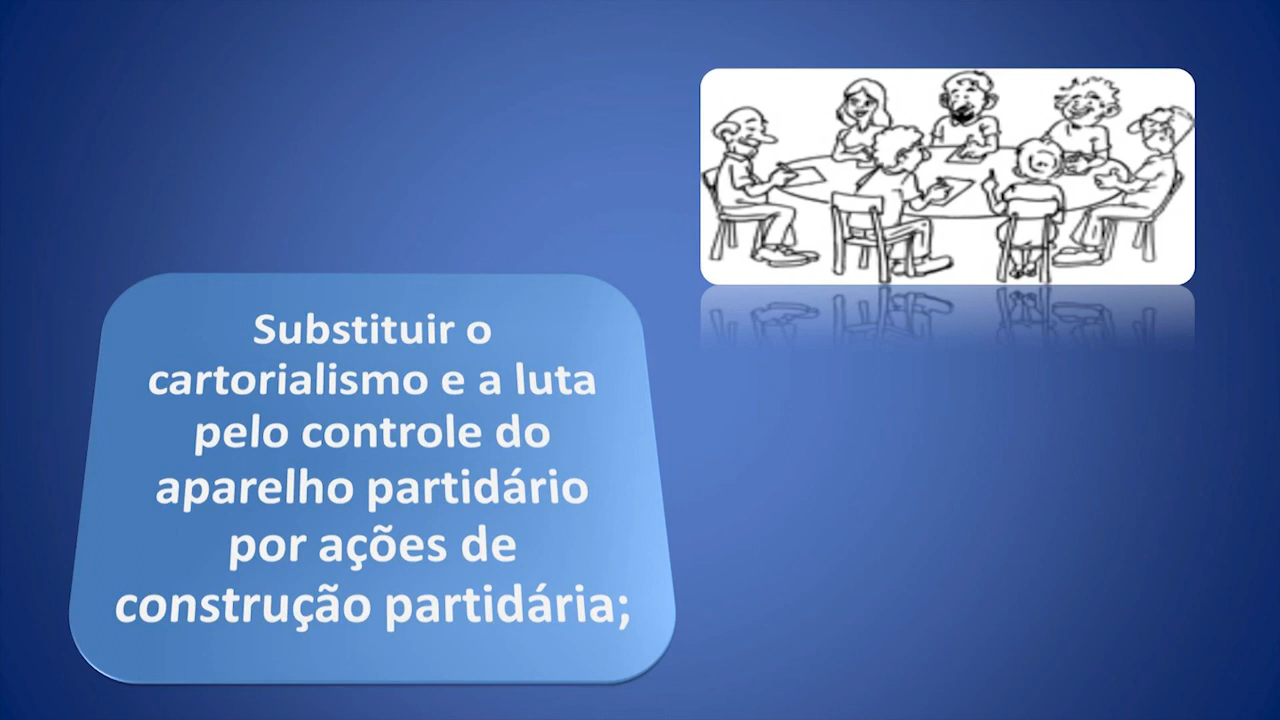 Substituir o
cartorialismo e a luta
pelo controle do
aparelho partidário
por ações de
construção partidária;